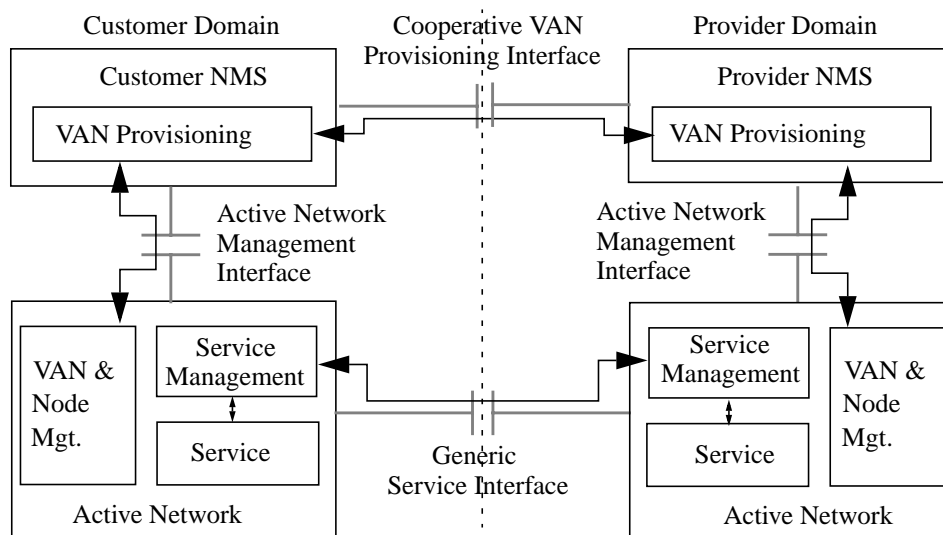 Customer Domain
Cooperative VAN
Provisioning Interface
Provider Domain
Customer NMS
VAN Provisioning
Provider NMS
VAN Provisioning
Active Network
Management
Interface
Active Network
Management
Interface
VAN &
Node
Mgt.
Service
Management
Service
Active Network
Generic
Service Interface
Service
Management
Service
VAN &
Node
Mgt.
Active Network